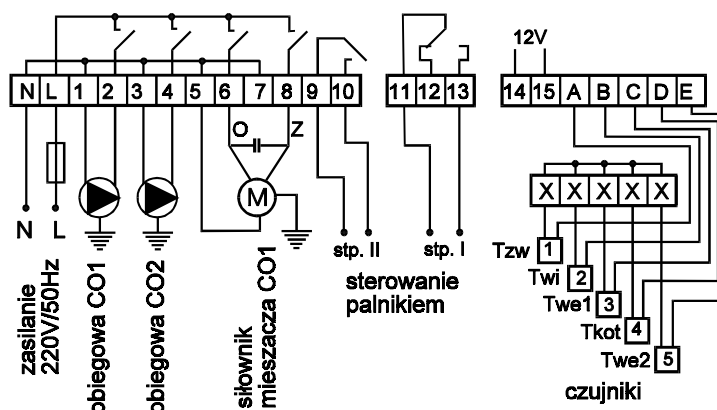 12V
N L 1 2 3 4 5 6 7 8 9 10
11 12 13
14 15 A B C D E
O Z
M
X X X X X
N L
stp. II
stp. I
Tzw 1
Twi 2
Twe1 3
Tkot 4
Twe2 5
zasilanie
220V/50Hz
obiegowa CO1
obiegowa CO2
siłownik
mieszacza CO1
sterowanie
palnikiem
czujniki